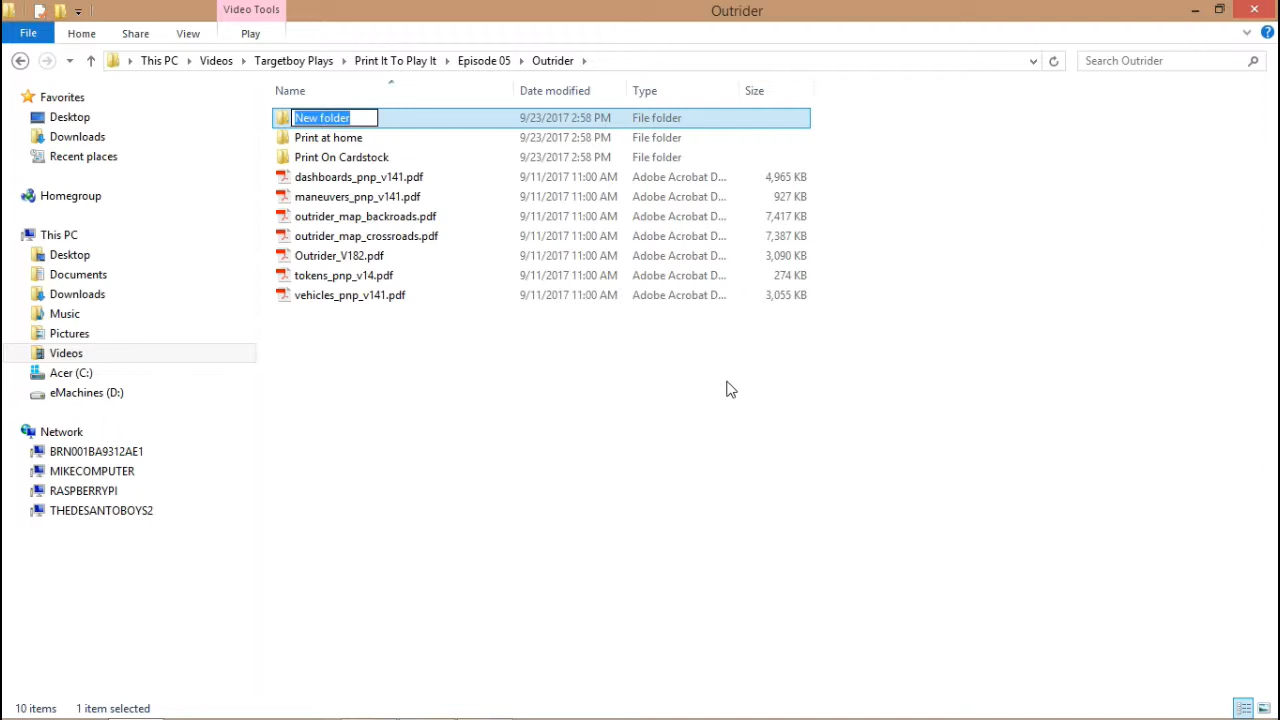 Video Tools
Outrider
File Home Share View Play
This PC Videos Targetboy Plays Print It To Play It Episode 05 Outrider
Search Outrider
Name Date modified Type Size
Favorites
Desktop
Downloads
Recent places
Homegroup
This PC
Desktop
Documents
Downloads
Music
Pictures
Videos
Acer (C:)
eMachines (D:)
Network
BRN001BA9312AE1
MIKECOMPUTER
RASPBERRYPI
THEDESANTOBOYS2
New folder 9/23/2017 2:58 PM File folder
Print at home 9/23/2017 2:58 PM File folder
Print On Cardstock 9/23/2017 2:58 PM File folder
dashboards_pnp_v141.pdf 9/11/2017 11:00 AM Adobe Acrobat D... 4,965 KB
maneuvers_pnp_v141.pdf 9/11/2017 11:00 AM Adobe Acrobat D... 927 KB
outrider_map_backroads.pdf 9/11/2017 11:00 AM Adobe Acrobat D... 7,417 KB
outrider_map_crossroads.pdf 9/11/2017 11:00 AM Adobe Acrobat D... 7,387 KB
Outrider_V182.pdf 9/11/2017 11:00 AM Adobe Acrobat D... 3,090 KB
tokens_pnp_v14.pdf 9/11/2017 11:00 AM Adobe Acrobat D... 274 KB
vehicles_pnp_v141.pdf 9/11/2017 11:00 AM Adobe Acrobat D... 3,055 KB
10 items 1 item selected